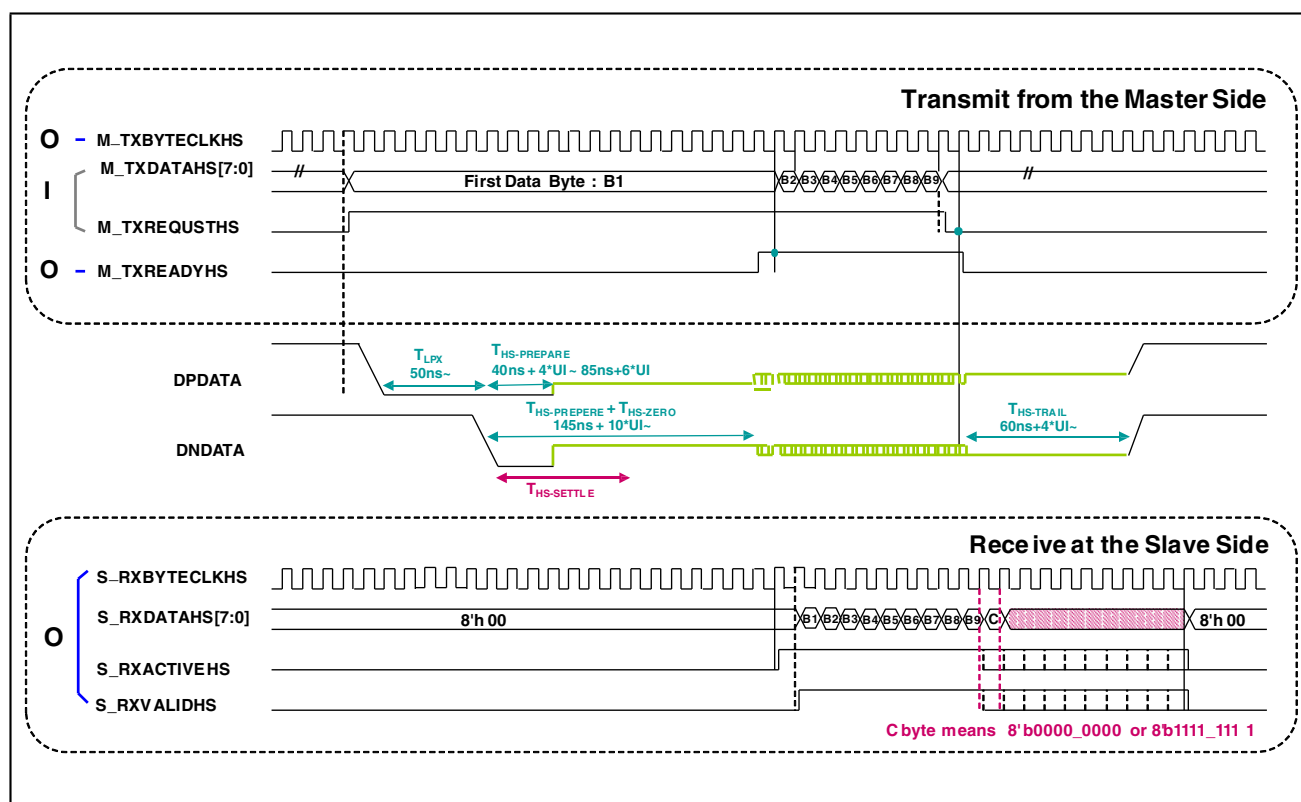 Transmit from the Master Side
O - M_TXBYTECLKHS
I
M_TXDATAHS[7:0] // First Data Byte : B1 B2 B3 B4 B5 B6 B7 B8 B9 //
M_TXREQUSTHS
O - M_TXREADYHS
TLPX
50ns~
THS-PREPARE
40ns + 4*UI ~ 85ns+6*UI
DPDATA
THS-PREPERE + THS-ZERO
145ns + 10*UI~
THS-TRAIL
60ns+4*UI~
DNDATA
THS-SETTLE
Receive at the Slave Side
S_RXBYTECLKHS
O
S_RXDATAHS[7:0] 8'h 00 B1 B2 B3 B4 B5 B6 B7 B8 B9 C 8'h 00
S_RXACTIVEHS
S_RXVALIDHS
C byte means 8'b0000_0000 or 8'b1111_111 1